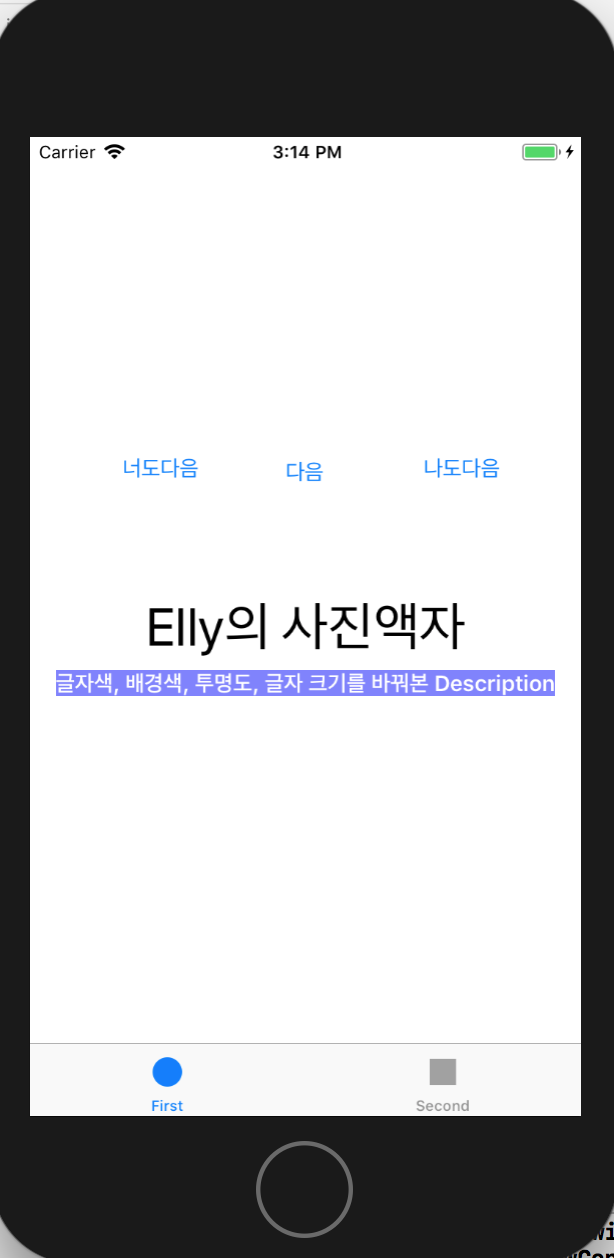 Carrier 3:14 PM
너도다음 다음 나도다음
Elly의 사진액자
글자색, 배경색, 투명도, 글자 크기를 바꿔본 Description
First Second